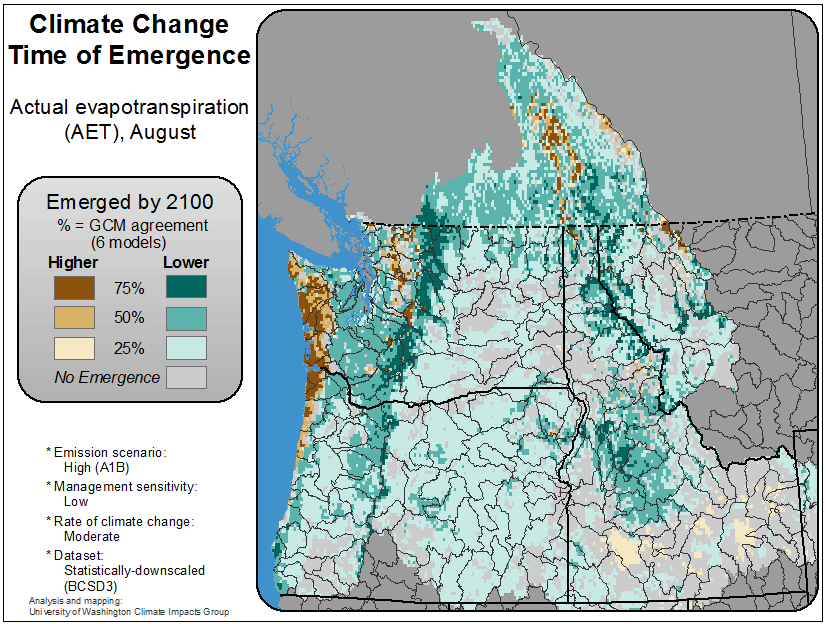 Climate Change
Time of Emergence
Actual evapotranspiration
(AET), August
Emerged by 2100
% = GCM agreement
(6 models)
Higher Lower
75%
50%
25%
No Emergence
* Emission scenario:
High (A1B)
* Management sensitivity:
Low
* Rate of climate change:
Moderate
* Dataset:
Statistically-downscaled
(BCSD3)
Analysis and mapping:
University of Washington Climate Impacts Group